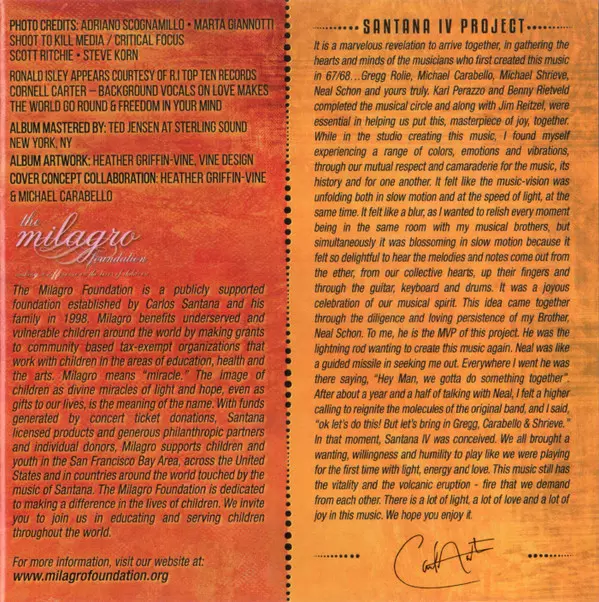 PHOTO CREDITS: ADRIANO SCOGNAMILLO • MARTA GIANNOTTI
SHOOT TO KILL MEDIA / CRITICAL FOCUS
SCOTT RITCHIE • STEVE KORN
RONALD ISLEY APPEARS COURTESY OF R.I TOP TEN RECORDS
CORNELL CARTER – BACKGROUND VOCALS ON LOVE MAKES
THE WORLD GO ROUND & FREEDOM IN YOUR MIND
ALBUM MASTERED BY: TED JENSEN AT STERLING SOUND
NEW YORK, NY
ALBUM ARTWORK: HEATHER GRIFFIN-VINE, VINE DESIGN
COVER CONCEPT COLLABORATION: HEATHER GRIFFIN-VINE
& MICHAEL CARABELLO
the
milagro
foundation
The Milagro Foundation is a publicly supported
foundation established by Carlos Santana and his
family in 1998. Milagro benefits underserved and
vulnerable children around the world by making grants
to community based tax-exempt organizations that
work with children in the areas of education, health and
the arts. Milagro means “miracle.” The image of
children as divine miracles of light and hope, even as
gifts to our lives, is the meaning of the name. With funds
generated by concert ticket donations, Santana
licensed products and generous philanthropic partners
and individual donors, Milagro supports children and
youth in the San Francisco Bay Area, across the United
States and in countries around the world touched by the
music of Santana. The Milagro Foundation is dedicated
to making a difference in the lives of children. We invite
you to join us in educating and serving children
throughout the world.
For more information, visit our website at:
www.milagrofoundation.org
SANTANA IV PROJECT
It is a marvelous revelation to arrive together, in gathering the
hearts and minds of the musicians who first created this music
in 67/68...Gregg Rolie, Michael Carabello, Michael Shrieve,
Neal Schon and yours truly. Karl Perazzo and Benny Rietveld
completed the musical circle and along with Jim Reitzel, were
essential in helping us put this, masterpiece of joy, together.
While in the studio creating this music, I found myself
experiencing a range of colors, emotions and vibrations,
through our mutual respect and camaraderie for the music, its
history and for one another. It felt like the music-vision was
unfolding both in slow motion and at the speed of light, at the
same time. It felt like a blur, as I wanted to relish every moment
being in the same room with my musical brothers, but
simultaneously it was blossoming in slow motion because it
felt so delightful to hear the melodies and notes come out from
the ether, from our collective hearts, up their fingers and
through the guitar, keyboard and drums. It was a joyous
celebration of our musical spirit. This idea came together
through the diligence and loving persistence of my Brother,
Neal Schon. To me, he is the MVP of this project. He was the
lightning rod wanting to create this music again. Neal was like
a guided missile in seeking me out. Everywhere I went he was
there saying, “Hey Man, we gotta do something together”.
After about a year and a half of talking with Neal, I felt a higher
calling to reignite the molecules of the original band, and I said,
“ok let's do this! But let's bring in Gregg, Carabello & Shrieve.”
In that moment, Santana IV was conceived. We all brought a
wanting, willingness and humility to play like we were playing
for the first time with light, energy and love. This music still has
the vitality and the volcanic eruption - fire that we demand
from each other. There is a lot of light, a lot of love and a lot of
joy in this music. We hope you enjoy it.